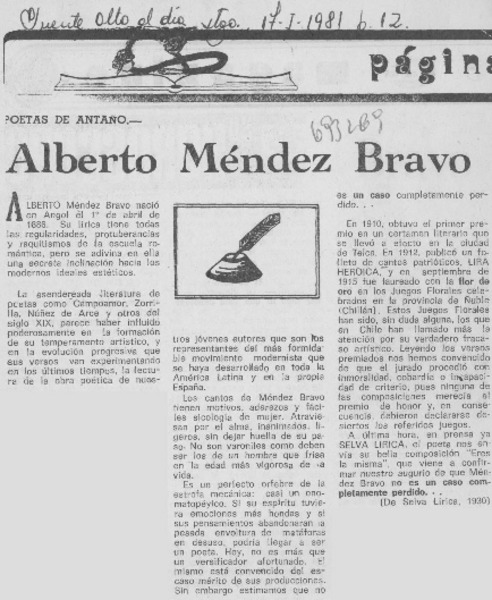 Puente Alto al día, Stgo., 17-I-1981 p. 12.
página
693269
POETAS DE ANTAÑO.—
Alberto Méndez Bravo
ALBERTO Méndez Bravo nació
en Angol el 1º de abril de
1886. Su lírica tiene todas
las regularidades, protuberancias
y raquitismos de la escuela ro-
mántica, pero se adivina en ella
una secreta inclinación hacia los
modernos ideales estéticos.
La asendereada literatura de
poetas como Campoamor, Zorri-
lla, Núñez de Arce y otros del
siglo XIX, parece haber influido
poderosamente en la formación
de su temperamento artístico, y
en la evolución progresiva que
sus versos van experimentando
en los últimos tiempos, la lectu-
ra de la obra poética de nues-
tros jóvenes autores que son los
representantes del más formida-
ble movimiento modernista que
se haya desarrollado en toda la
América Latina y en la propia
España.
Los cantos de Méndez Bravo
tienen motivos, aderezos y fáci-
les sicología de mujer. Atravie-
san por el alma, inanimados, li-
geros, sin dejar huella de su pa-
so. No son varoniles como deben
ser los de un hombre que frisa
en la edad más vigorosa de la
vida.
Es un perfecto orfebre de la
estrofa mecánica: casi un ono-
matopéyico. Si su espíritu tuvie-
ra emociones más hondas y si
sus pensamientos abandonaran la
pesada envoltura de metáforas
en desuso, podría llegar a ser
un poeta. Hoy, no es más que
un versificador afortunado. El
mismo está convencido del es-
caso mérito de sus producciones.
Sin embargo estimamos que no
es un caso completamente per-
dido. . .
En 1910, obtuvo el primer pre-
mio en un certamen literario que
se llevó a efecto en la ciudad
de Talca. En 1912, publicó un fo-
lleto de cantos patrióticos, LIRA
HEROICA, y en septiembre de
1915 fue laureado con la flor de
oro en los Juegos Florales cele-
brados en la provincia de Ñuble
(Chillán). Estos Juegos Florales
han sido, sin duda alguna, los que
en Chile han llamado más la
atención por su verdadero fraca-
so artístico. Leyendo los versos
premiados nos hemos convencido
de que el jurado procedió con
inmoralidad, cobardía o incapaci-
dad de criterio, pues ninguna de
las composiciones merecía el
premio de honor y, en conse-
cuencia, debieron declararse de-
siertos los referidos juegos.
A última hora, en prensa ya
SELVA LIRICA, el poeta nos en-
vía su bella composición "Eres
la misma", que viene a confir-
mar nuestro augurio de que Mén-
dez Bravo no es un caso com-
pletamente perdido. . .
(De Selva Lírica, 1930)